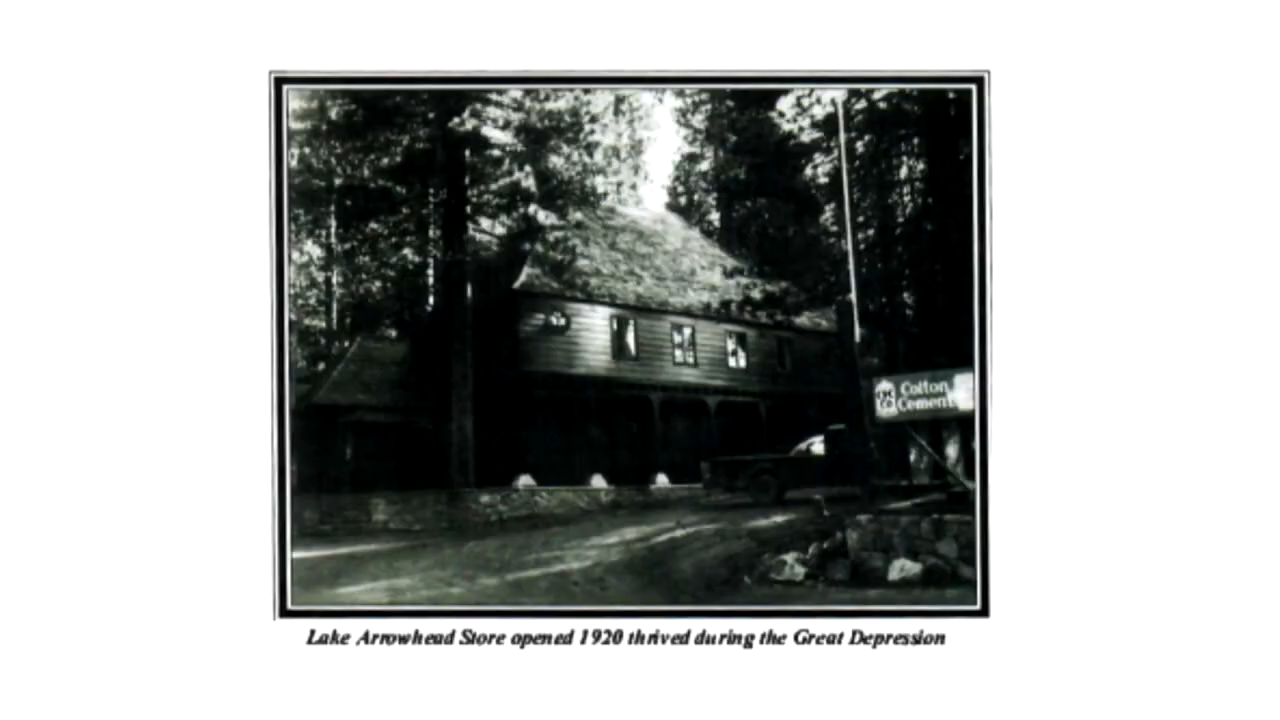 Colton
Cement
Lake Arrowhead Store opened 1920 thrived during the Great Depression